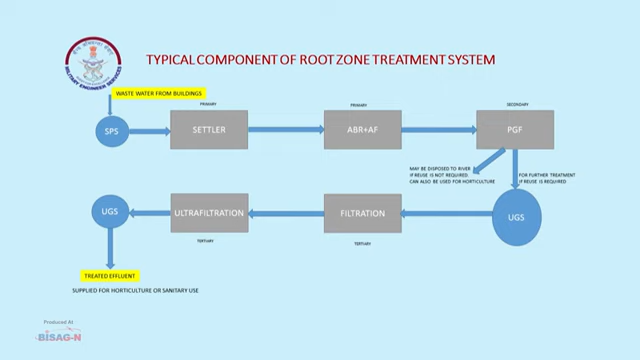 TYPICAL COMPONENT OF ROOT ZONE TREATMENT SYSTEM
MILITARY ENGINEER SERVICES
WASTE WATER FROM BUILDINGS
PRIMARY
PRIMARY
SECONDARY
SPS
SETTLER
ABR+AF
PGF
MAY BE DISPOSED TO RIVER
IF REUSE IS NOT REQUIRED.
CAN ALSO BE USED FOR HORTICULTURE
FOR FURTHER TREATMENT
IF REUSE IS REQUIRED
UGS
ULTRAFILTRATION
FILTRATION
UGS
TERTIARY
TERTIARY
TREATED EFFLUENT
SUPPLIED FOR HORTICULTURE OR SANITARY USE
Produced At
BISAG-N